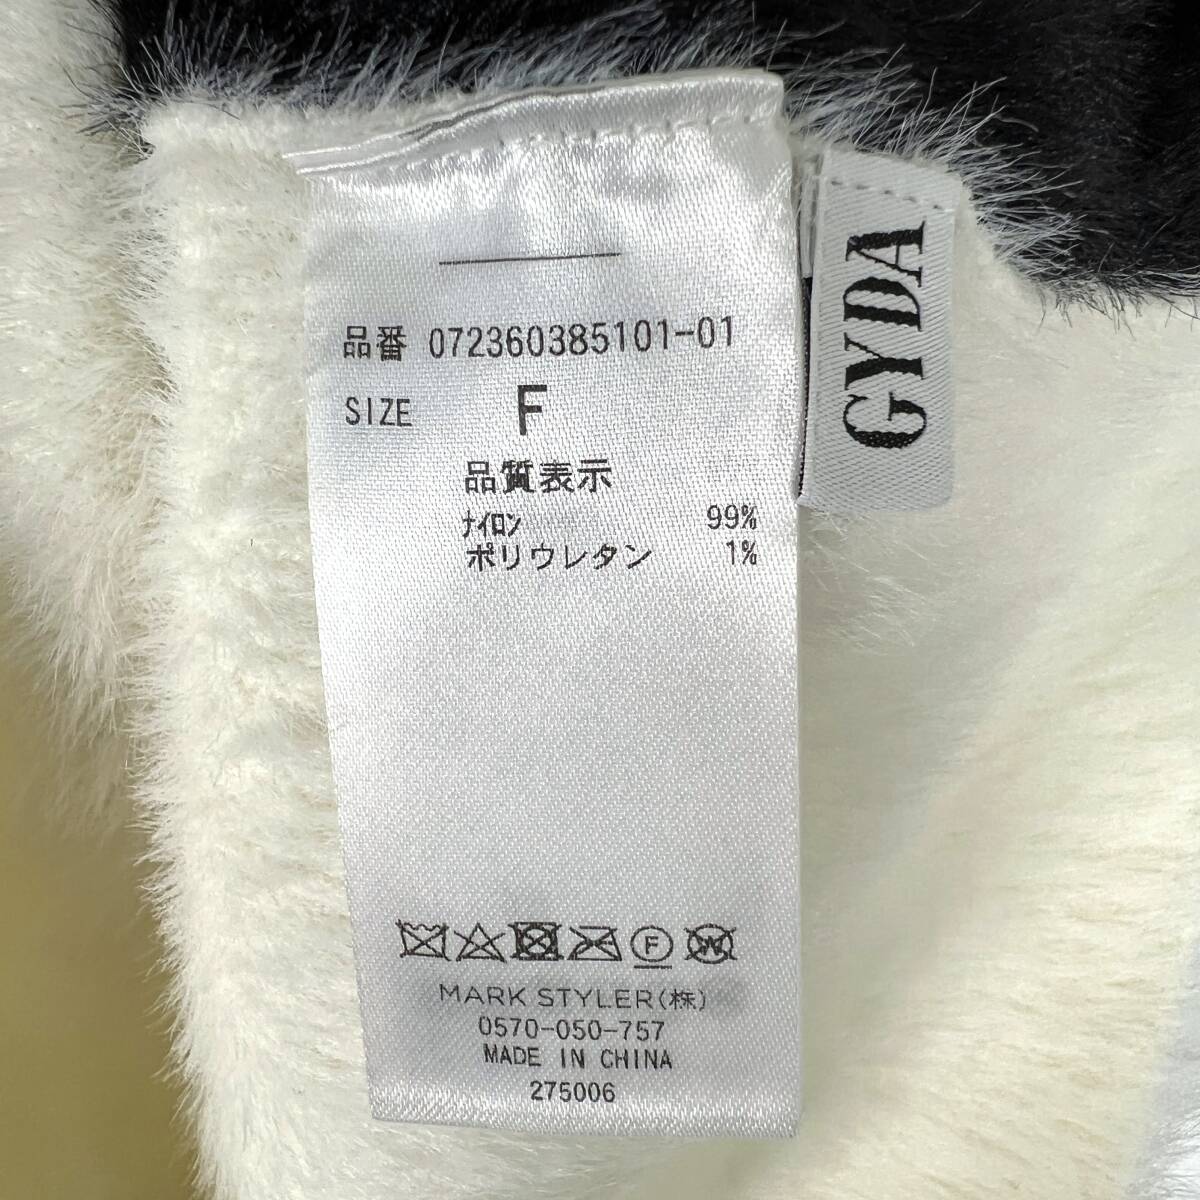 品番 072360385101-01
SIZE F
品質表示
ﾅｲﾛﾝ 99%
ポリウレタン 1%
F W
MARK STYLER(株)
0570-050-757
MADE IN CHINA
275006
GYDA